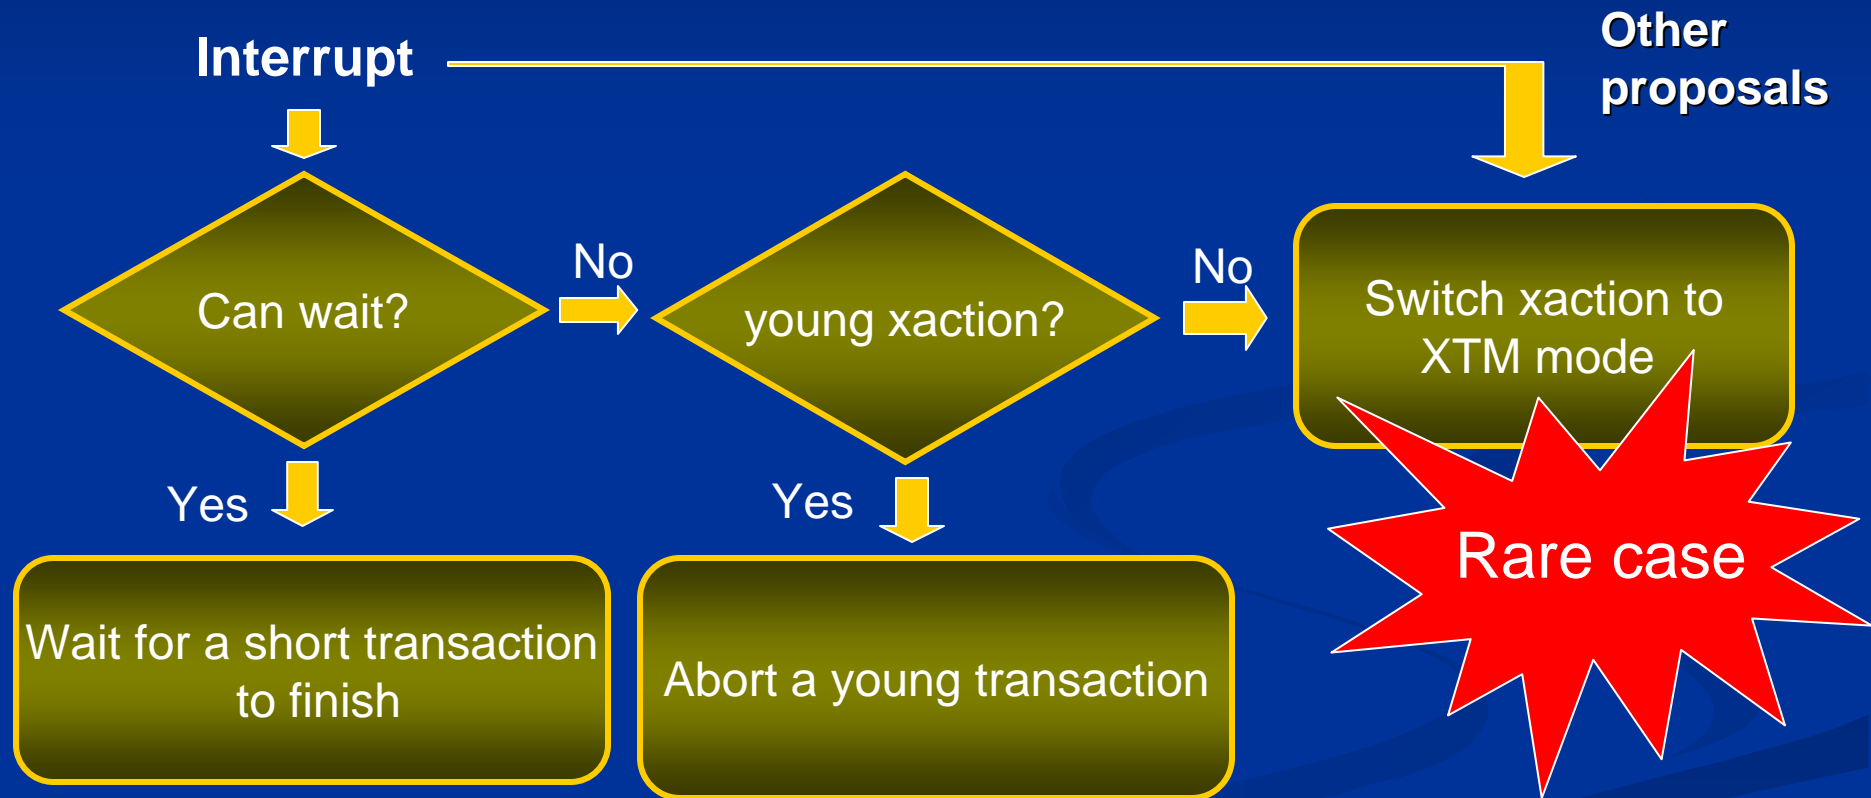 Interrupt
Other
proposals
Can wait?
No
young xaction?
No
Switch xaction to
XTM mode
Yes
Yes
Rare case
Wait for a short transaction
to finish
Abort a young transaction